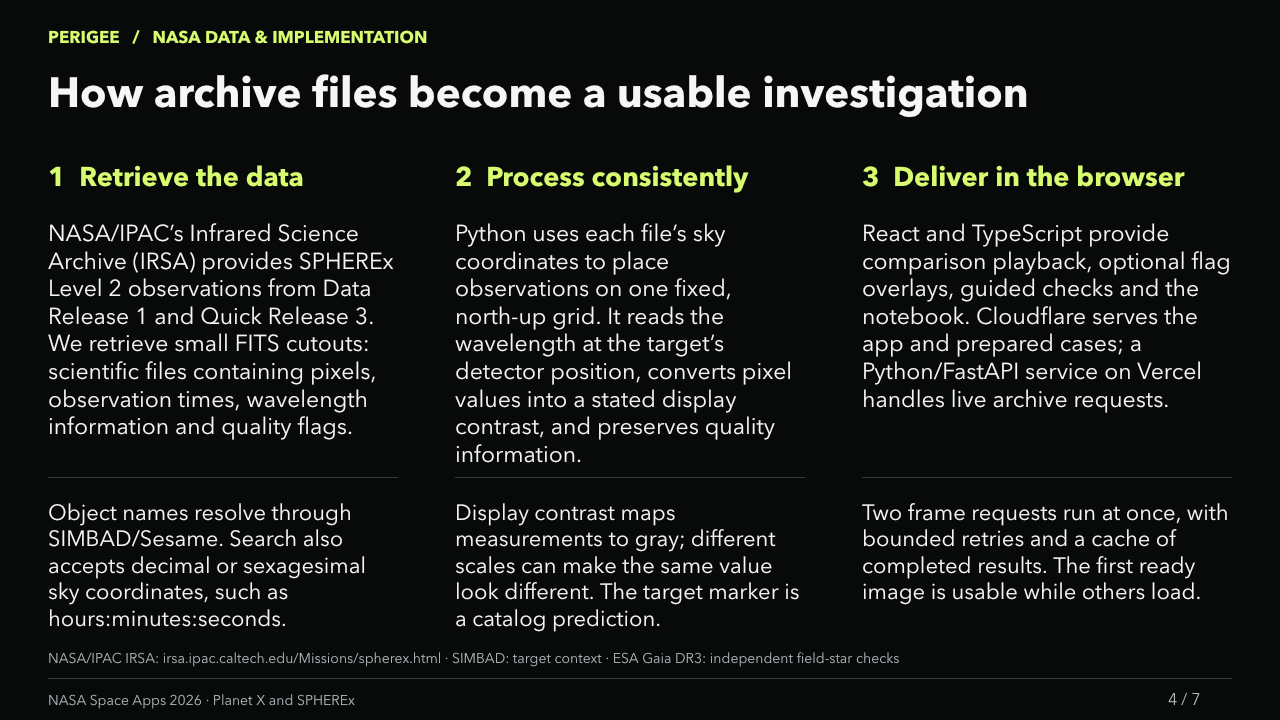 PERIGEE / NASA DATA & IMPLEMENTATION
How archive files become a usable investigation
1 Retrieve the data
NASA/IPAC’s Infrared Science
Archive (IRSA) provides SPHEREx
Level 2 observations from Data
Release 1 and Quick Release 3.
We retrieve small FITS cutouts:
scientific files containing pixels,
observation times, wavelength
information and quality flags.
Object names resolve through
SIMBAD/Sesame. Search also
accepts decimal or sexagesimal
sky coordinates, such as
hours:minutes:seconds.
2 Process consistently
Python uses each file’s sky
coordinates to place
observations on one fixed,
north-up grid. It reads the
wavelength at the target’s
detector position, converts pixel
values into a stated display
contrast, and preserves quality
information.
Display contrast maps
measurements to gray; different
scales can make the same value
look different. The target marker is
a catalog prediction.
3 Deliver in the browser
React and TypeScript provide
comparison playback, optional flag
overlays, guided checks and the
notebook. Cloudflare serves the
app and prepared cases; a
Python/FastAPI service on Vercel
handles live archive requests.
Two frame requests run at once, with
bounded retries and a cache of
completed results. The first ready
image is usable while others load.
NASA/IPAC IRSA: irsa.ipac.caltech.edu/Missions/spherex.html · SIMBAD: target context · ESA Gaia DR3: independent field-star checks
NASA Space Apps 2026 · Planet X and SPHEREx
4 / 7